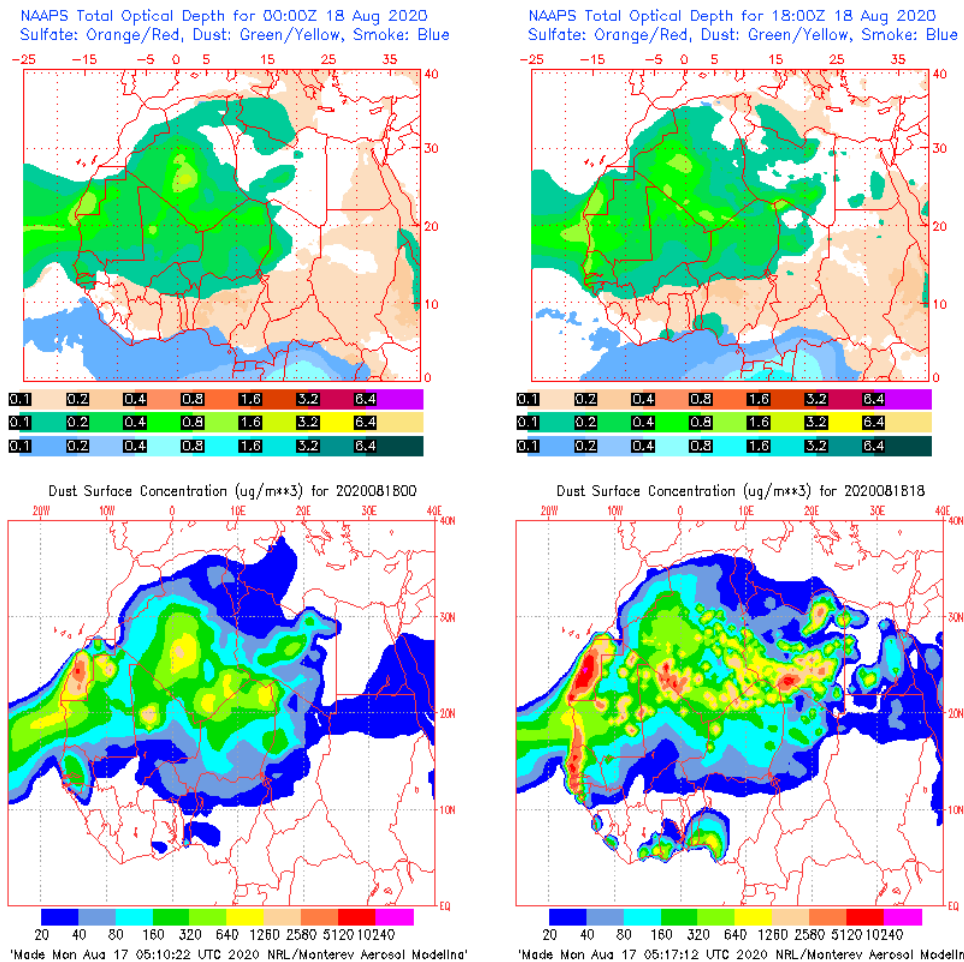 NAAPS Total Optical Depth for 00:00Z 18 Aug 2020
Sulfate: Orange/Red, Dust: Green/Yellow, Smoke: Blue
-25 -15 -5 0 5 15 25 35
40
30
20
10
0
0.1 0.2 0.4 0.8 1.6 3.2 6.4
0.1 0.2 0.4 0.8 1.6 3.2 6.4
0.1 0.2 0.4 0.8 1.6 3.2 6.4
NAAPS Total Optical Depth for 18:00Z 18 Aug 2020
Sulfate: Orange/Red, Dust: Green/Yellow, Smoke: Blue
-25 -15 -5 0 5 15 25 35
40
30
20
10
0
0.1 0.2 0.4 0.8 1.6 3.2 6.4
0.1 0.2 0.4 0.8 1.6 3.2 6.4
0.1 0.2 0.4 0.8 1.6 3.2 6.4
Dust Surface Concentration (ug/m**3) for 2020081800
20W 10W 0 10E 20E 30E 40E
40N
30N
20N
10N
EQ
20 40 80 160 320 640 1260 2580 5120 10240
'Made Mon Aug 17 05:10:22 UTC 2020 NRL/Monterey Aerosol Modeling'
Dust Surface Concentration (ug/m**3) for 2020081818
20W 10W 0 10E 20E 30E 40E
40N
30N
20N
10N
EQ
20 40 80 160 320 640 1260 2580 5120 10240
'Made Mon Aug 17 05:17:12 UTC 2020 NRL/Monterey Aerosol Modelin